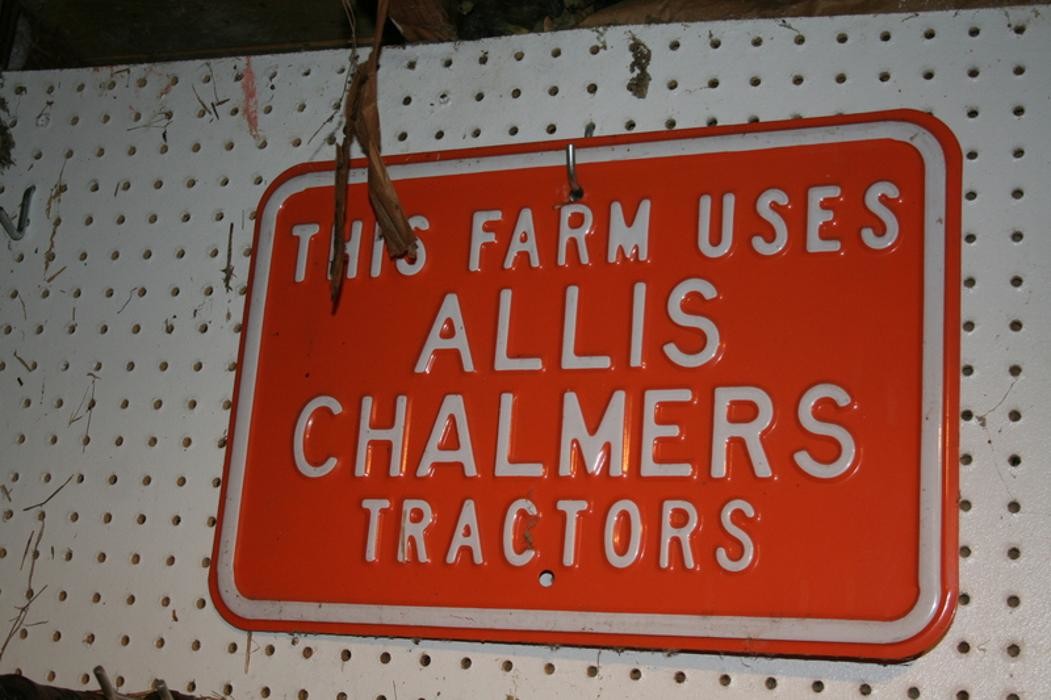 THIS FARM USES
ALLIS
CHALMERS
TRACTORS